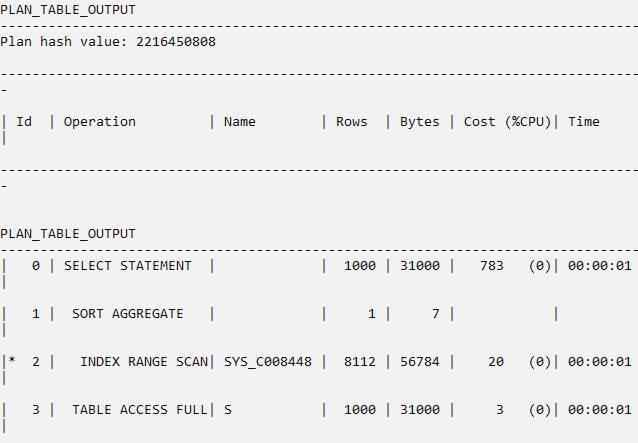 PLAN_TABLE_OUTPUT
--------------------------------------------------------------------------------
Plan hash value: 2216450808

--------------------------------------------------------------------------------
-

| Id  | Operation         | Name        | Rows  | Bytes | Cost (%CPU)| Time
|

--------------------------------------------------------------------------------
-


PLAN_TABLE_OUTPUT
--------------------------------------------------------------------------------
|   0 | SELECT STATEMENT  |             |  1000 | 31000 |   783   (0)| 00:00:01
|

|   1 |  SORT AGGREGATE   |             |     1 |     7 |            |
|

|*  2 |   INDEX RANGE SCAN| SYS_C008448 |  8112 | 56784 |    20   (0)| 00:00:01
|

|   3 |  TABLE ACCESS FULL| S           |  1000 | 31000 |     3   (0)| 00:00:01
|